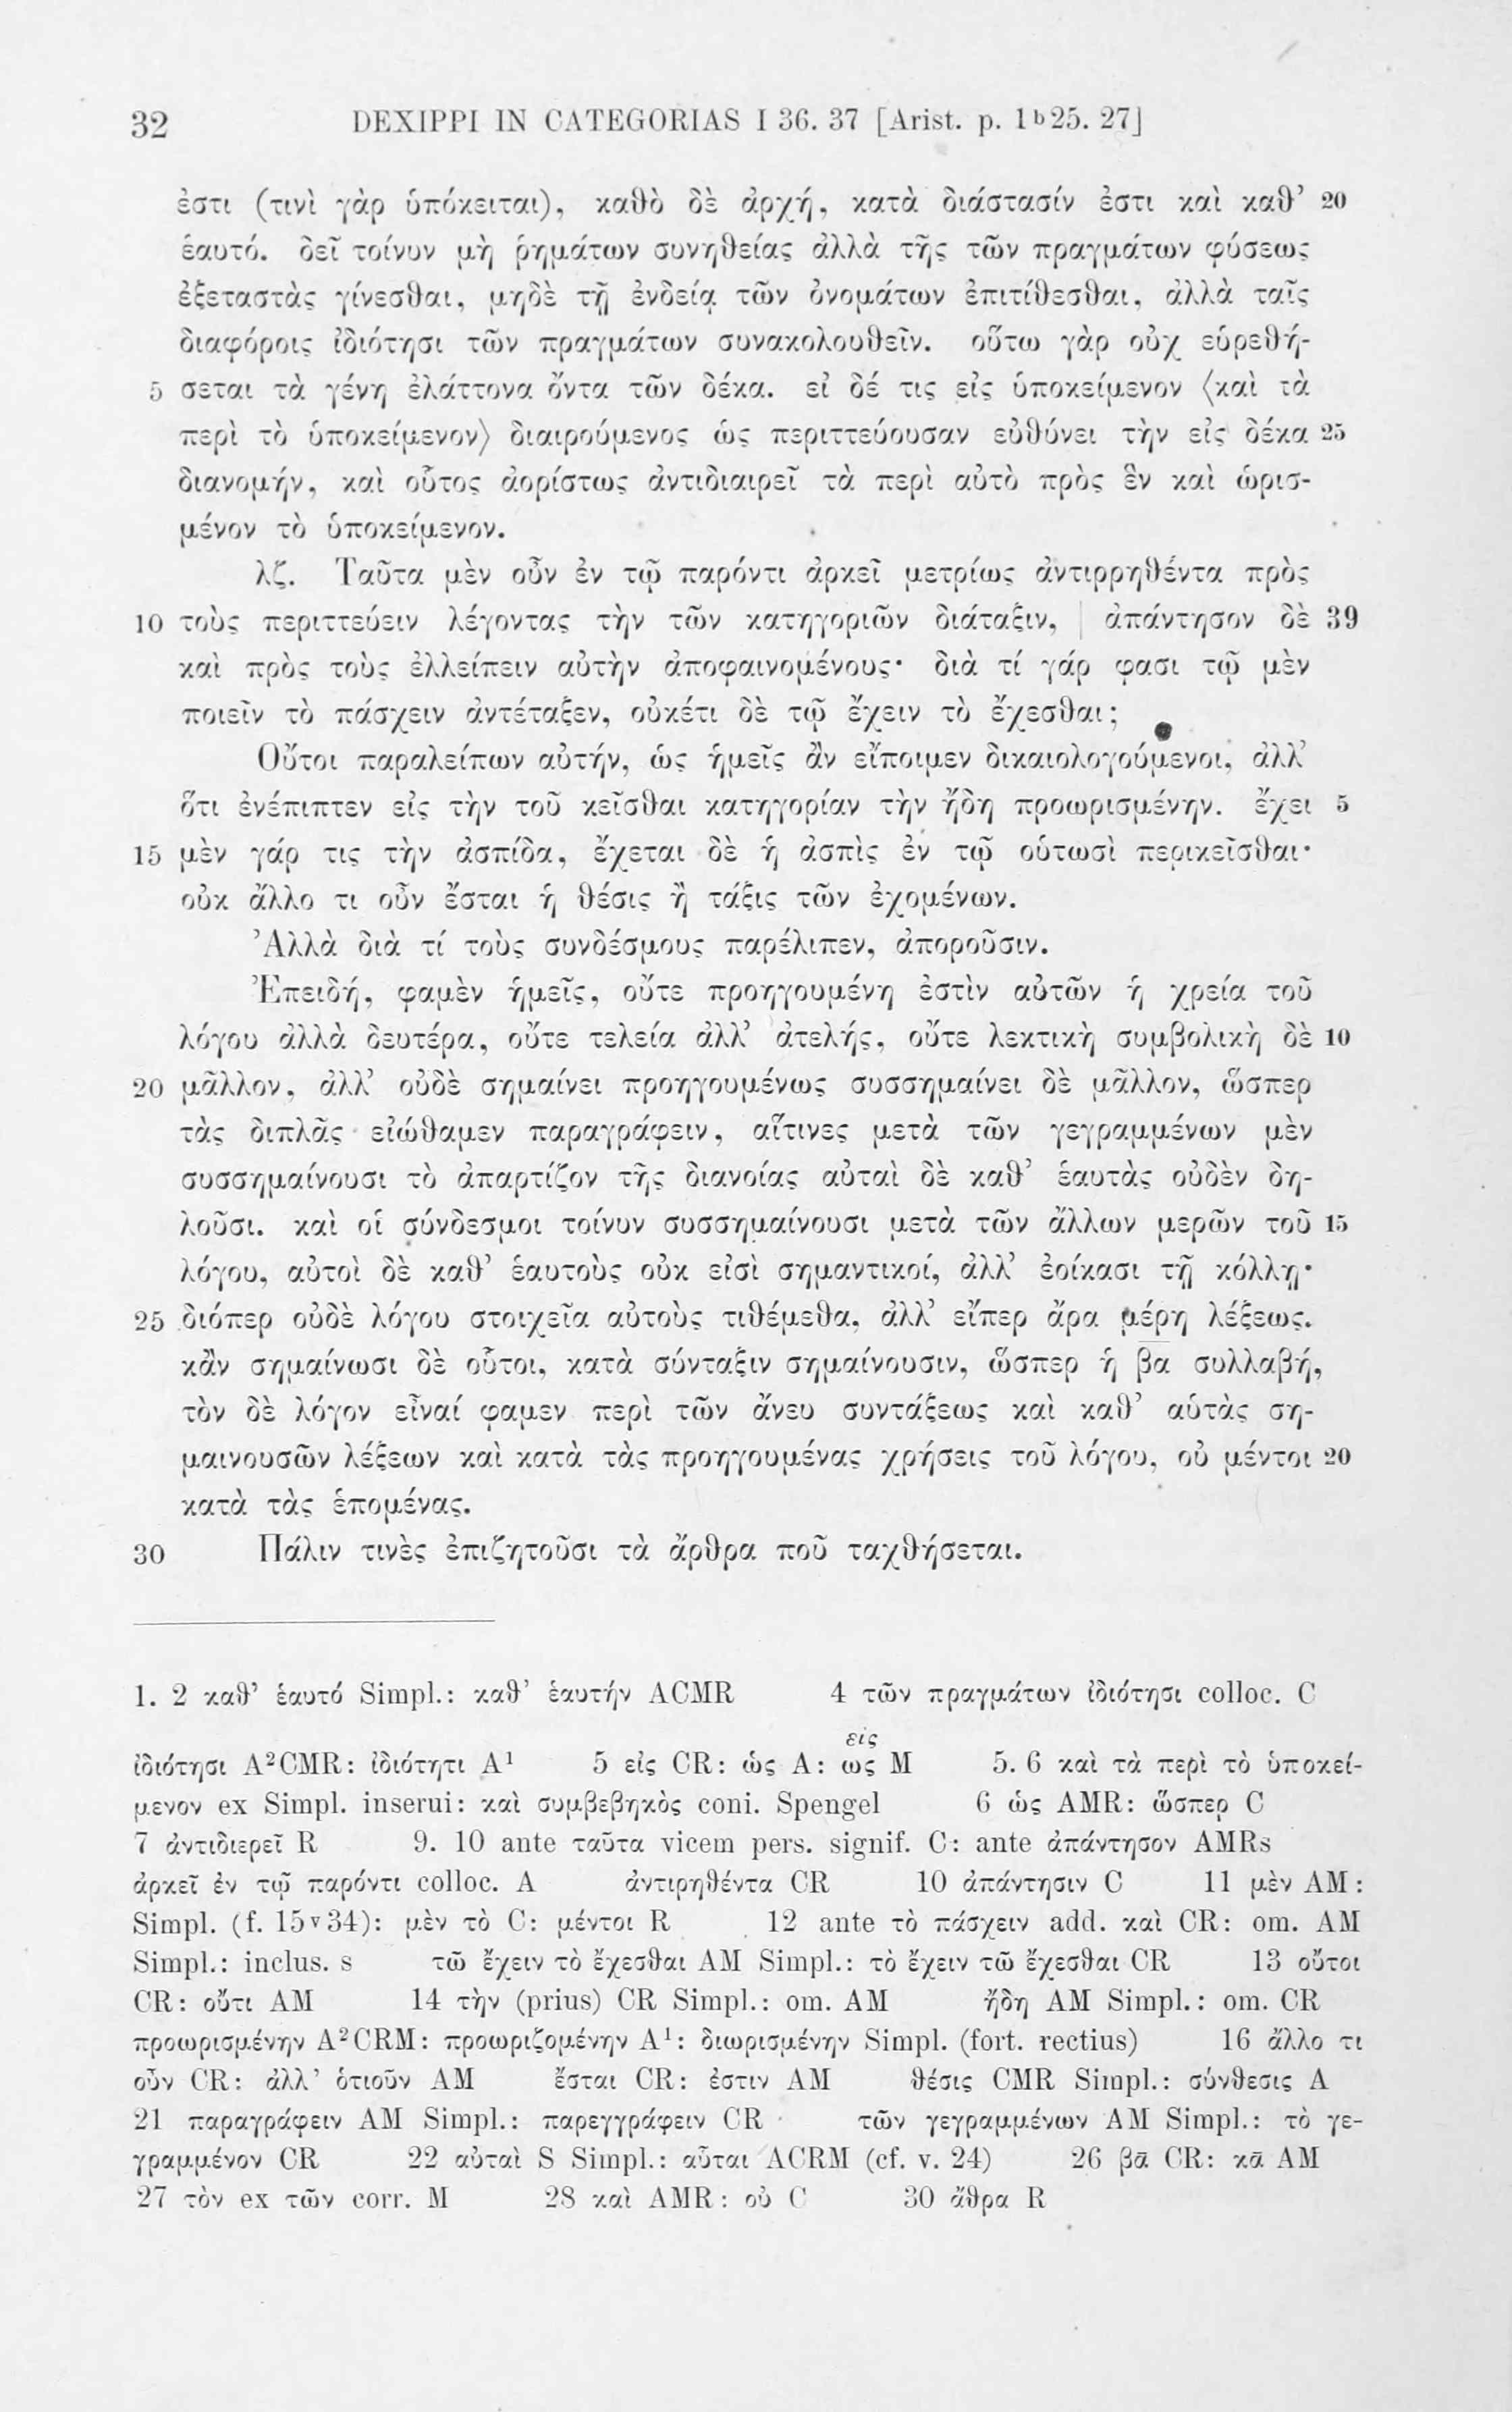 32 DEXIPPI IN CATEGORIAS I 36. 37 [Arist. p. 1ᵇ25. 27]
ἐστι (τινὶ γὰρ ὑπόκειται), καθὸ δὲ ἀρχή, κατὰ διάστασίν ἐστι καὶ καθ’ 20
ἑαυτό. δεῖ τοίνυν μὴ ῥημάτων συνηθείας ἀλλὰ τῆς τῶν πραγμάτων φύσεως
ἐξεταστὰς γίνεσθαι, μηδὲ τῇ ἐνδείᾳ τῶν ὀνομάτων ἐπιτίθεσθαι, ἀλλὰ ταῖς
διαφόροις ἰδιότησι τῶν πραγμάτων συνακολουθεῖν. οὕτω γὰρ οὐχ εὑρεθή-
5 σεται τὰ γένη ἐλάττονα ὄντα τῶν δέκα. εἰ δέ τις εἰς ὑποκείμενον ⟨καὶ τὰ
περὶ τὸ ὑποκείμενον⟩ διαιρούμενος ὡς περιττεύουσαν εὐθύνει τὴν εἰς δέκα 25
διανομήν, καὶ οὗτος ἀορίστως ἀντιδιαιρεῖ τὰ περὶ αὐτὸ πρὸς ἓν καὶ ὡρισ-
μένον τὸ ὑποκείμενον.
λζ. Ταῦτα μὲν οὖν ἐν τῷ παρόντι ἀρκεῖ μετρίως ἀντιρρηθέντα πρὸς
10 τοὺς περιττεύειν λέγοντας τὴν τῶν κατηγοριῶν διάταξιν, | ἀπάντησον δὲ 39
καὶ πρὸς τοὺς ἐλλείπειν αὐτὴν ἀποφαινομένους· διὰ τί γάρ φασι τῷ μὲν
ποιεῖν τὸ πάσχειν ἀντέταξεν, οὐκέτι δὲ τῷ ἔχειν τὸ ἔχεσθαι;
Οὔτοι παραλείπων αὐτήν, ὡς ἡμεῖς ἂν εἴποιμεν δικαιολογούμενοι, ἀλλ’
ὅτι ἐνέπιπτεν εἰς τὴν τοῦ κεῖσθαι κατηγορίαν τὴν ἤδη προωρισμένην. ἔχει 5
15 μὲν γάρ τις τὴν ἀσπίδα, ἔχεται δὲ ἡ ἀσπὶς ἐν τῷ οὑτωσὶ περικεῖσθαι·
οὐκ ἄλλο τι οὖν ἔσται ἡ θέσις ἢ τάξις τῶν ἐχομένων.
Ἀλλὰ διὰ τί τοὺς συνδέσμους παρέλιπεν, ἀποροῦσιν.
Ἐπειδή, φαμὲν ἡμεῖς, οὔτε προηγουμένη ἐστὶν αὐτῶν ἡ χρεία τοῦ
λόγου ἀλλὰ δευτέρα, οὔτε τελεία ἀλλ’ ἀτελής, οὔτε λεκτικὴ συμβολικὴ δὲ 10
20 μᾶλλον, ἀλλ’ οὐδὲ σημαίνει προηγουμένως συσσημαίνει δὲ μᾶλλον, ὥσπερ
τὰς διπλᾶς εἰώθαμεν παραγράφειν, αἵτινες μετὰ τῶν γεγραμμένων μὲν
συσσημαίνουσι τὸ ἀπαρτίζον τῆς διανοίας αὐταὶ δὲ καθ’ ἑαυτὰς οὐδὲν δη-
λοῦσι. καὶ οἱ σύνδεσμοι τοίνυν συσσημαίνουσι μετὰ τῶν ἄλλων μερῶν τοῦ 15
λόγου, αὐτοὶ δὲ καθ’ ἑαυτοὺς οὐκ εἰσὶ σημαντικοί, ἀλλ’ ἐοίκασι τῇ κόλλῃ·
25 διόπερ οὐδὲ λόγου στοιχεῖα αὐτοὺς τιθέμεθα, ἀλλ’ εἴπερ ἄρα μέρη λέξεως.
κἂν σημαίνωσι δὲ οὗτοι, κατὰ σύνταξιν σημαίνουσιν, ὥσπερ ἡ β̅α̅ συλλαβή,
τὸν δὲ λόγον εἶναί φαμεν περὶ τῶν ἄνευ συντάξεως καὶ καθ’ αὑτὰς ση-
μαινουσῶν λέξεων καὶ κατὰ τὰς προηγουμένας χρήσεις τοῦ λόγου, οὐ μέντοι 20
κατὰ τὰς ἑπομένας.
30 Πάλιν τινὲς ἐπιζητοῦσι τὰ ἄρθρα ποῦ ταχθήσεται.
1. 2 καθ’ ἑαυτό Simpl.: καθ’ ἑαυτήν ACMR 4 τῶν πραγμάτων ἰδιότησι colloc. C
εἰς
ἰδιότησι A²CMR: ἰδιότητι A¹ 5 εἰς CR: ὡς A: ως M 5. 6 καὶ τὰ περὶ τὸ ὑποκεί-
μενον ex Simpl. inserui: καὶ συμβεβηκὸς coni. Spengel 6 ὡς AMR: ὥσπερ C
7 ἀντιδιερεῖ R 9. 10 ante ταῦτα vicem pers. signif. C: ante ἀπάντησον AMRs
ἀρκεῖ ἐν τῷ παρόντι colloc. A ἀντιρηθέντα CR 10 ἀπάντησιν C 11 μὲν AM:
Simpl. (f. 15ᵛ34): μὲν τὸ C: μέντοι R 12 ante τὸ πάσχειν add. καὶ CR: om. AM
Simpl.: inclus. s τῶ ἔχειν τὸ ἔχεσθαι AM Simpl.: τὸ ἔχειν τῶ ἔχεσθαι CR 13 οὔτοι
CR: οὔτι AM 14 τὴν (prius) CR Simpl.: om. AM ἤδη AM Simpl.: om. CR
προωρισμένην A²CRM: προωριζομένην A¹: διωρισμένην Simpl. (fort. rectius) 16 ἄλλο τι
οὖν CR: ἀλλ’ ὁτιοῦν AM ἔσται CR: ἐστιν AM θέσις CMR Simpl.: σύνθεσις A
21 παραγράφειν AM Simpl.: παρεγγράφειν CR τῶν γεγραμμένων AM Simpl.: τὸ γε-
γραμμένον CR 22 αὐταὶ S Simpl.: αὗται ACRM (cf. v. 24) 26 βᾱ CR: κᾱ AM
27 τὸν ex τῶν corr. M 28 καὶ AMR: οὐ C 30 ἄθρα R